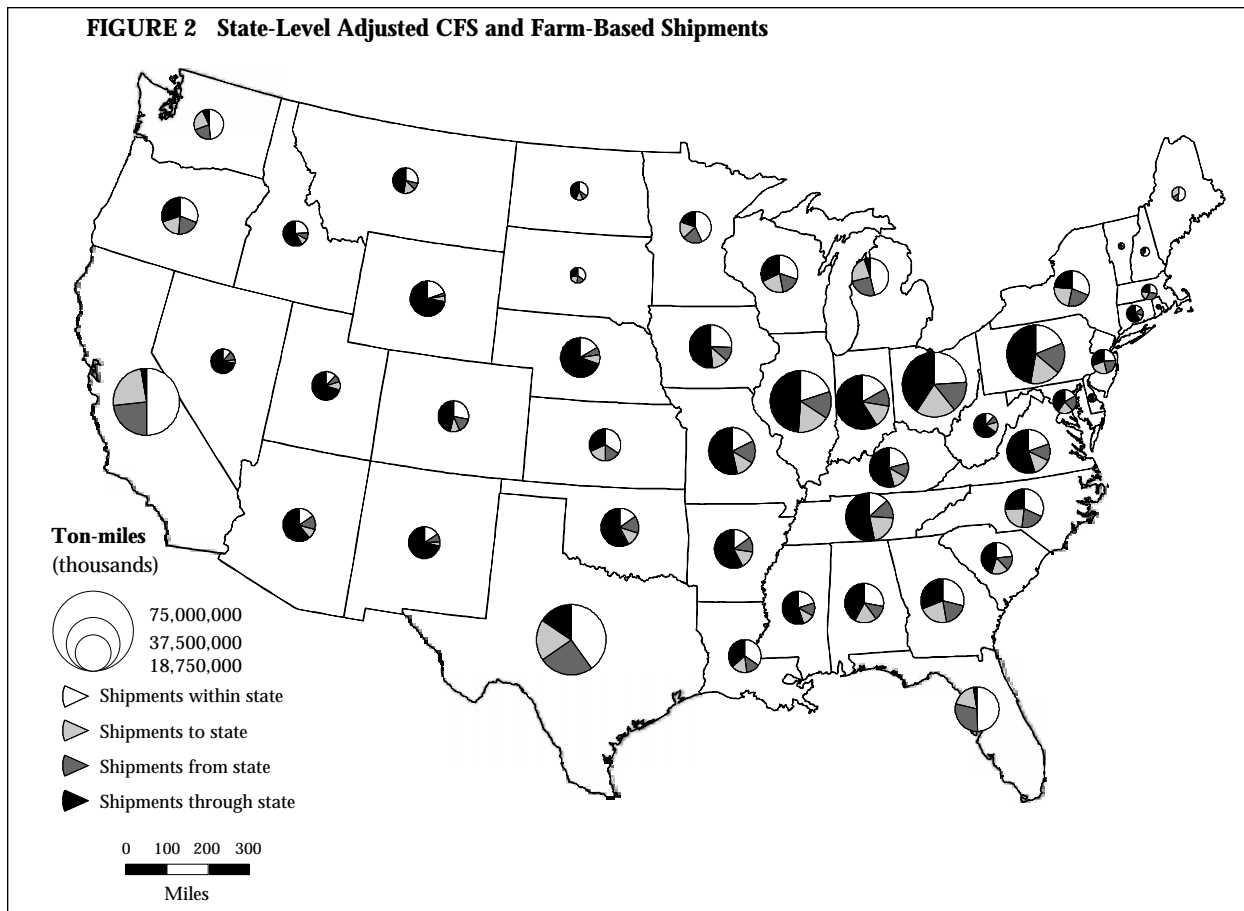 FIGURE 2 State-Level Adjusted CFS and Farm-Based Shipments
Ton-miles
(thousands)
75,000,000
37,500,000
18,750,000
Shipments within state
Shipments to state
Shipments from state
Shipments through state
0 100 200 300
Miles